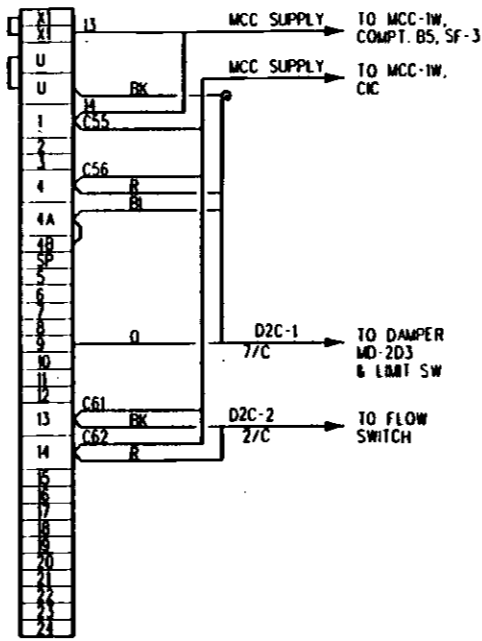 X1
X1 13 MCC SUPPLY TO MCC-1W,
COMPT. B5, SF-3
U
MCC SUPPLY TO MCC-1W,
CIC
U BK
14
1 C55
2
3
C56
4 R
B1
4A
4B
SP
5
6
7
8
9 O D2C-1 TO DAMPER
7/C MD-2D3
& LIMIT SW
10
11
12
C61
13 BK D2C-2 TO FLOW
C62 2/C SWITCH
14 R
15
16
17
18
19
20
21
22
23
24